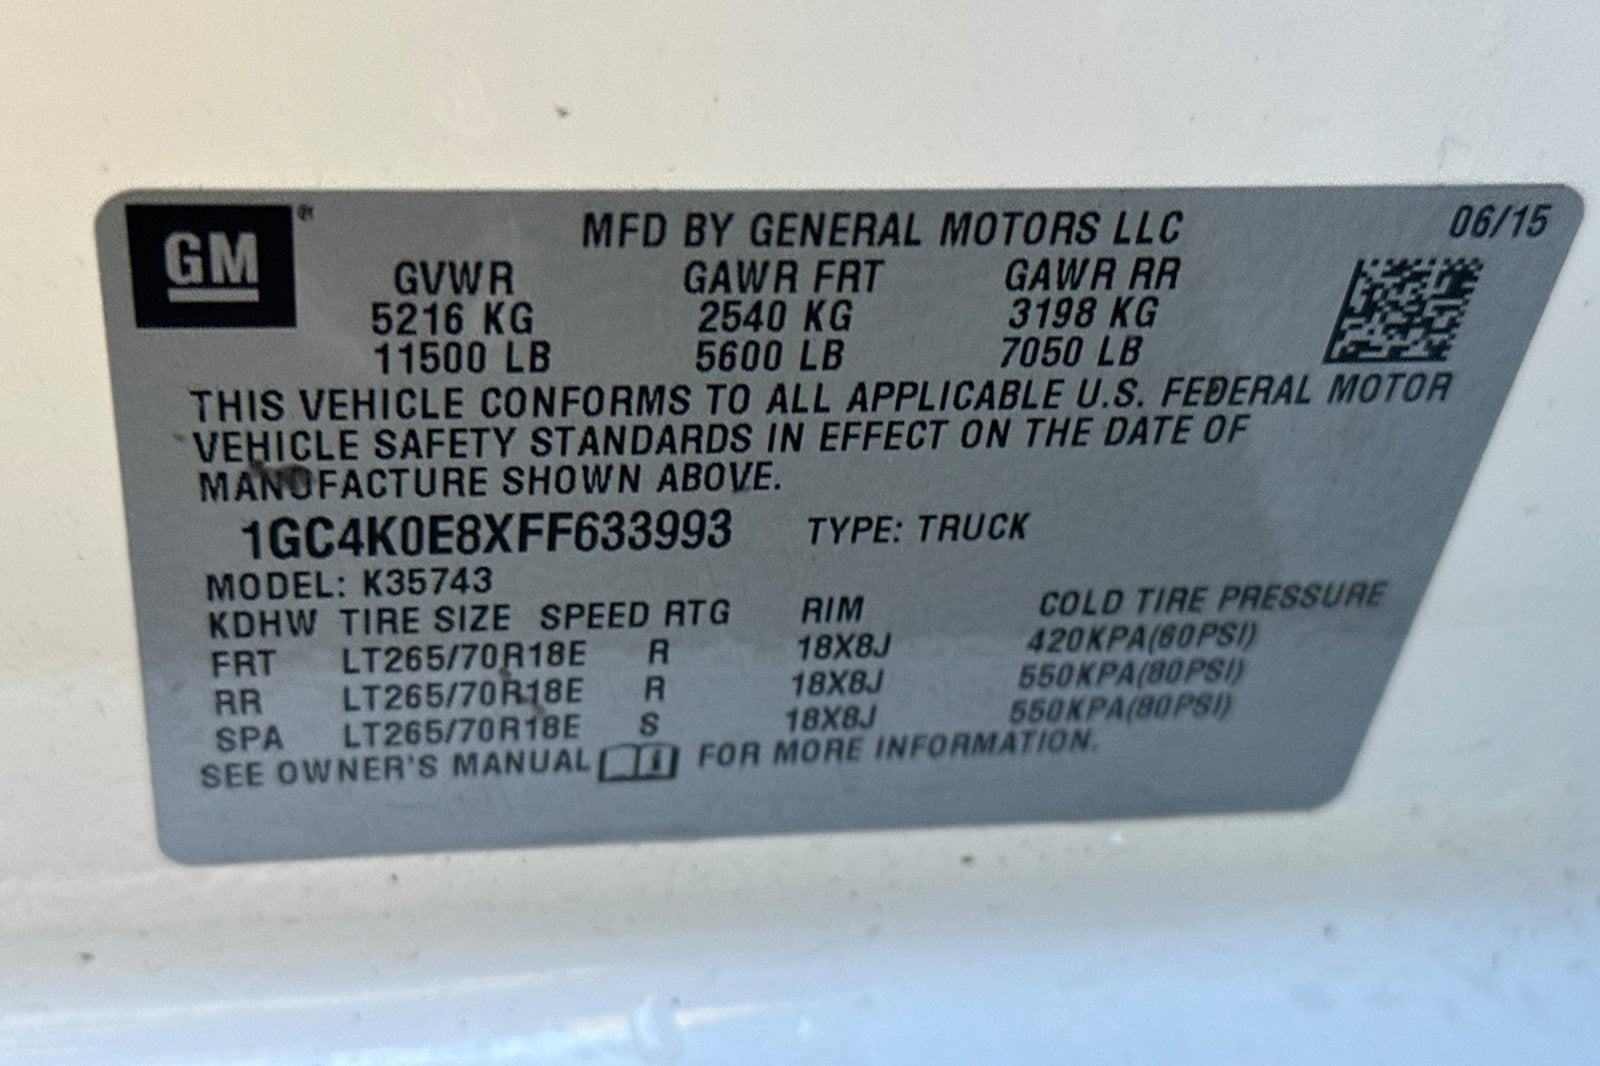 GM ® MFD BY GENERAL MOTORS LLC 06/15
GVWR GAWR FRT GAWR RR
5216 KG 2540 KG 3198 KG
11500 LB 5600 LB 7050 LB
THIS VEHICLE CONFORMS TO ALL APPLICABLE U.S. FEDERAL MOTOR
VEHICLE SAFETY STANDARDS IN EFFECT ON THE DATE OF
MANUFACTURE SHOWN ABOVE.
1GC4K0E8XFF633993 TYPE: TRUCK
MODEL: K35743
KDHW TIRE SIZE SPEED RTG RIM COLD TIRE PRESSURE
FRT LT265/70R18E R 18X8J 420KPA(60PSI)
RR LT265/70R18E R 18X8J 550KPA(80PSI)
SPA LT265/70R18E S 18X8J 550KPA(80PSI)
SEE OWNER'S MANUAL i FOR MORE INFORMATION.